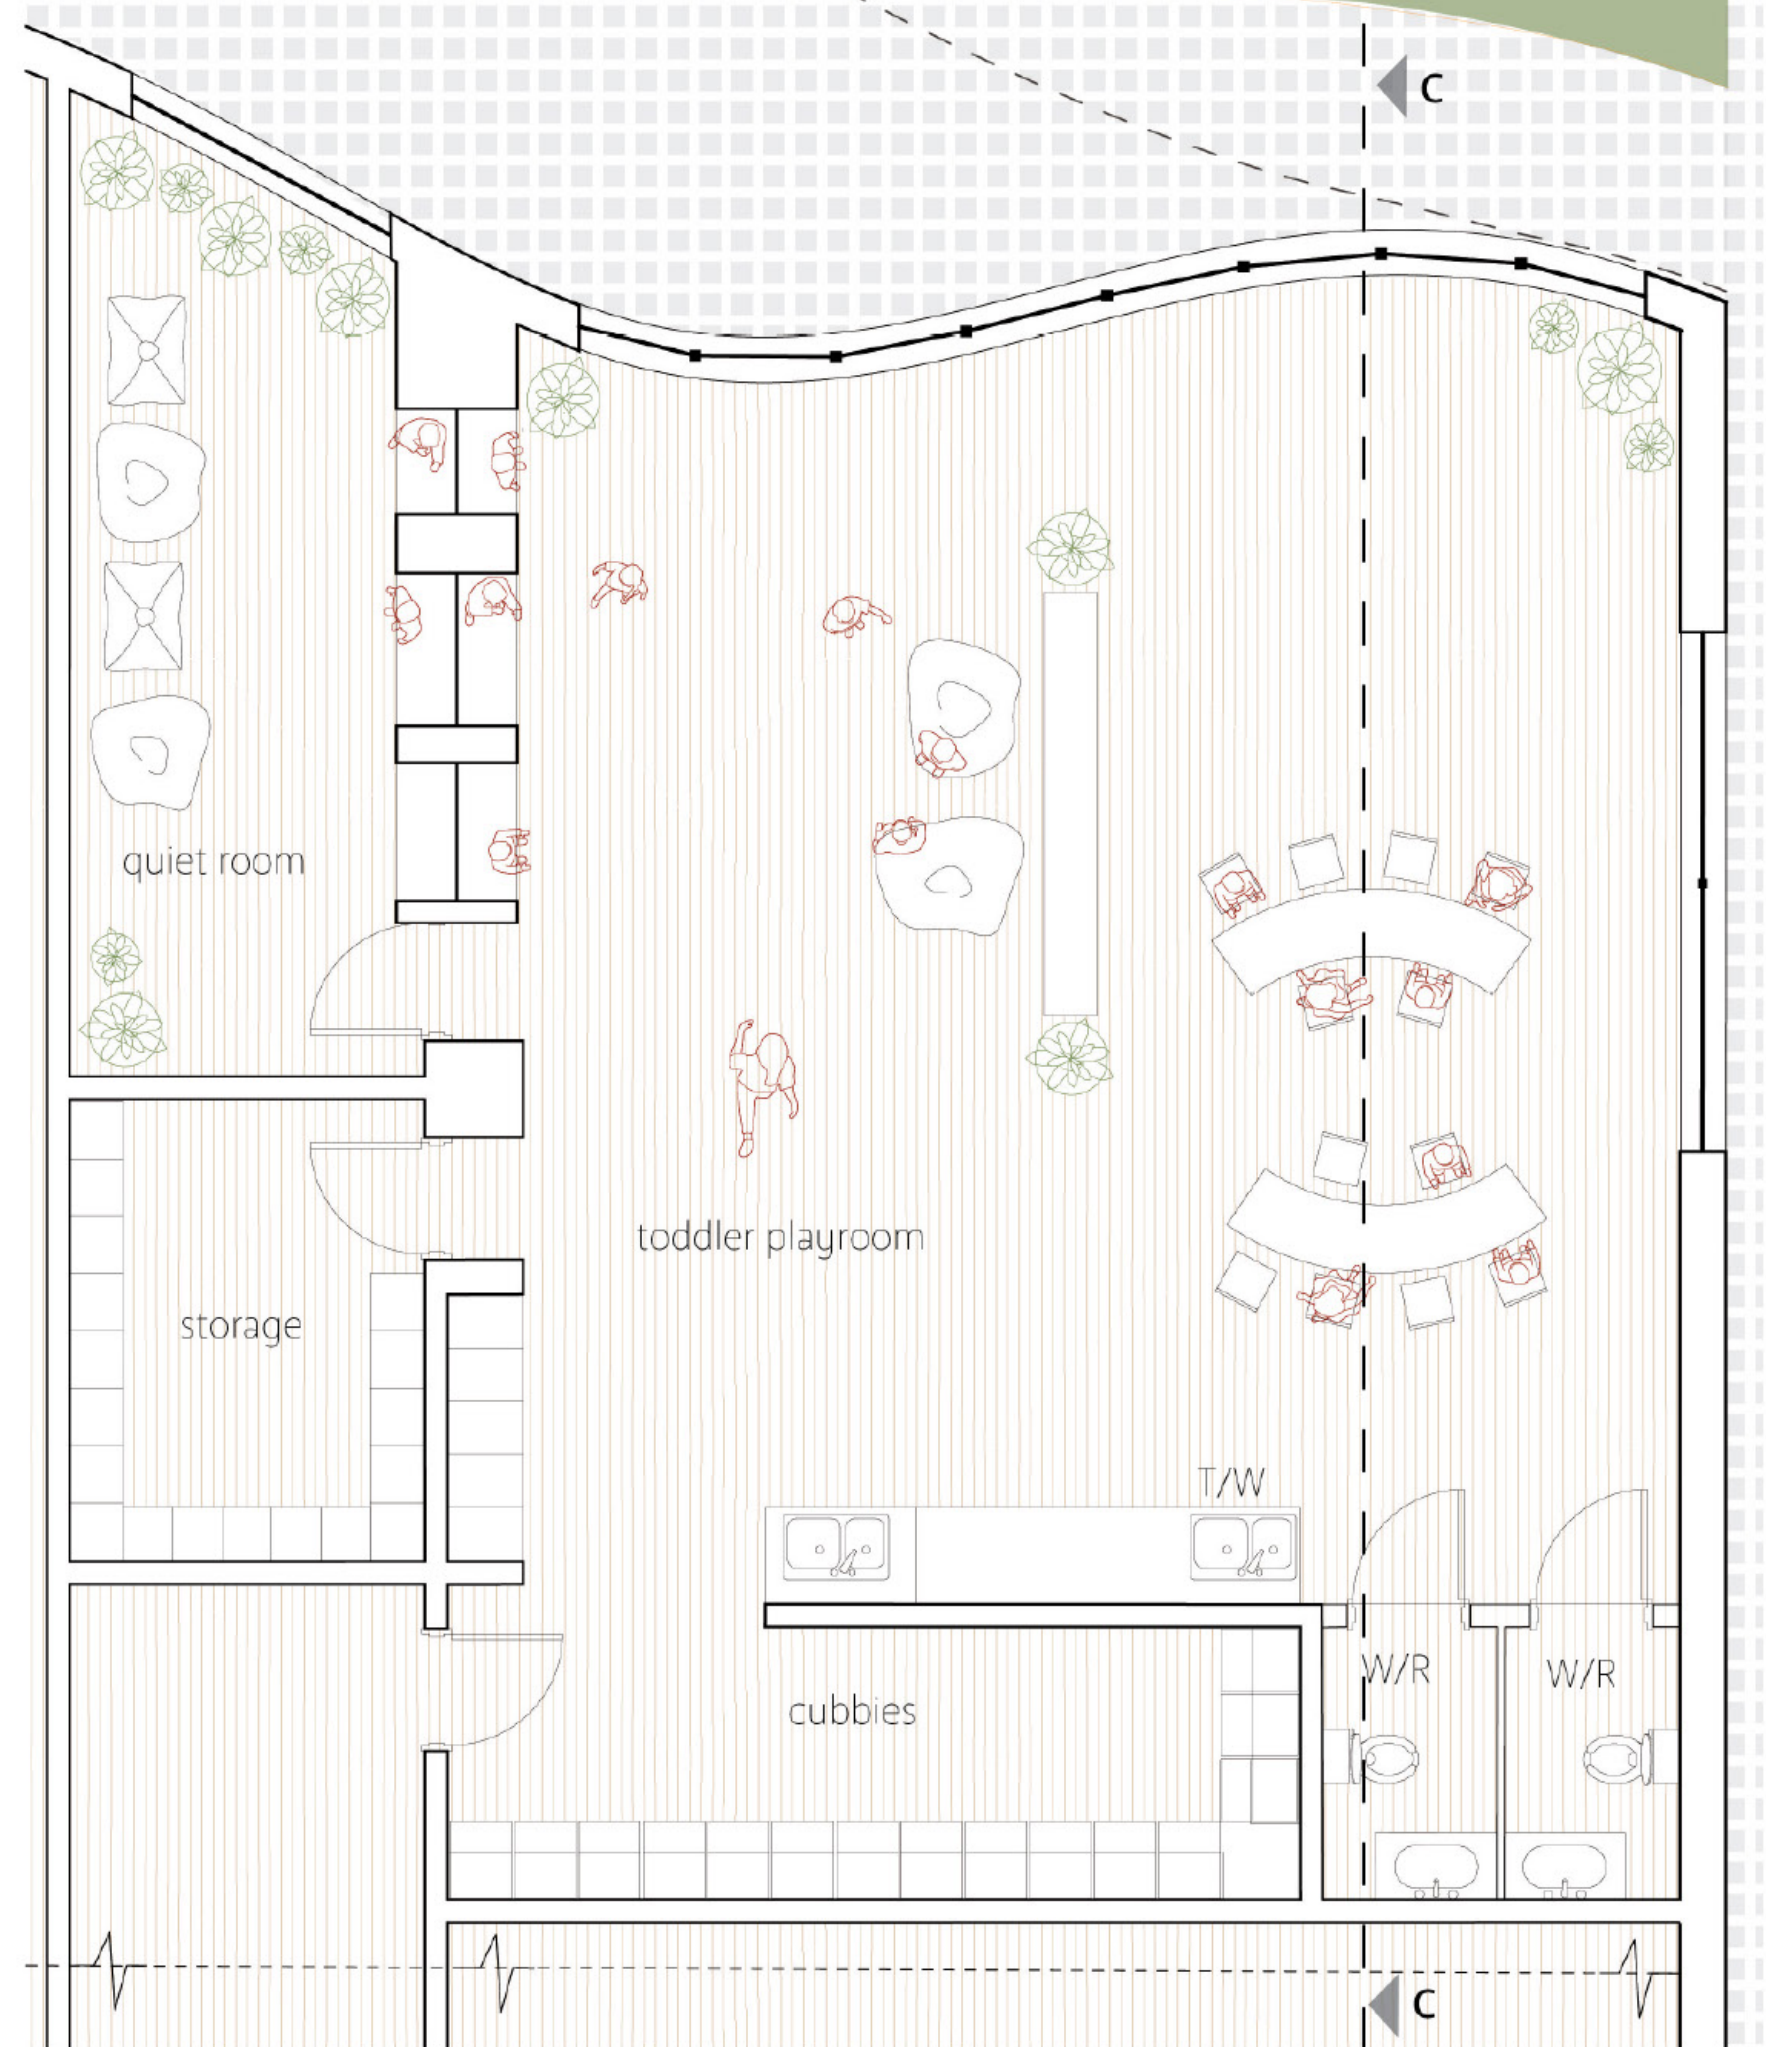 C
quiet room
toddler playroom
storage
T/W
W/R
W/R
cubbies
C